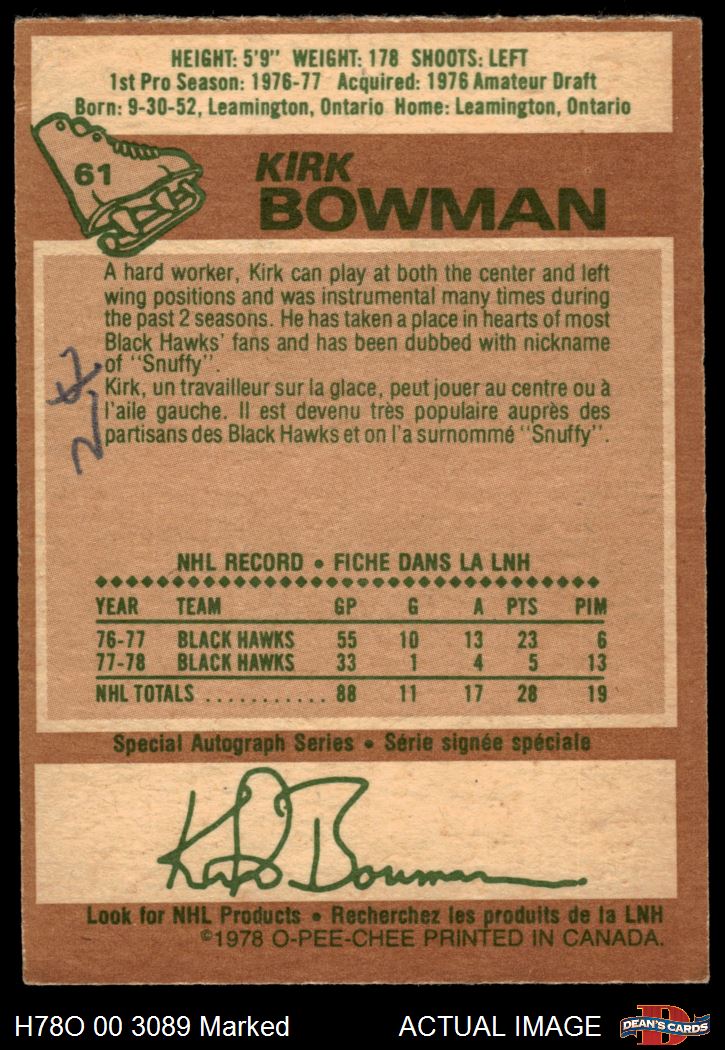 HEIGHT: 5'9" WEIGHT: 178 SHOOTS: LEFT
1st Pro Season: 1976-77 Acquired: 1976 Amateur Draft
Born: 9-30-52, Leamington, Ontario Home: Leamington, Ontario
61
KIRK
BOWMAN
A hard worker, Kirk can play at both the center and left
wing positions and was instrumental many times during
the past 2 seasons. He has taken a place in hearts of most
Black Hawks' fans and has been dubbed with nickname
of "Snuffy".
Kirk, un travailleur sur la glace, peut jouer au centre ou à
l'aile gauche. Il est devenu très populaire auprès des
partisans des Black Hawks et on l'a surnommé "Snuffy".
NHL RECORD • FICHE DANS LA LNH
YEAR TEAM GP G A PTS PIM
76-77 BLACK HAWKS 55 10 13 23 6
77-78 BLACK HAWKS 33 1 4 5 13
NHL TOTALS ........... 88 11 17 28 19
Special Autograph Series • Série signée spéciale
Kirk Bowman
Look for NHL Products • Recherchez les produits de la LNH
©1978 O-PEE-CHEE PRINTED IN CANADA.
H78O 00 3089 Marked ACTUAL IMAGE
D
DEAN'S CARDS